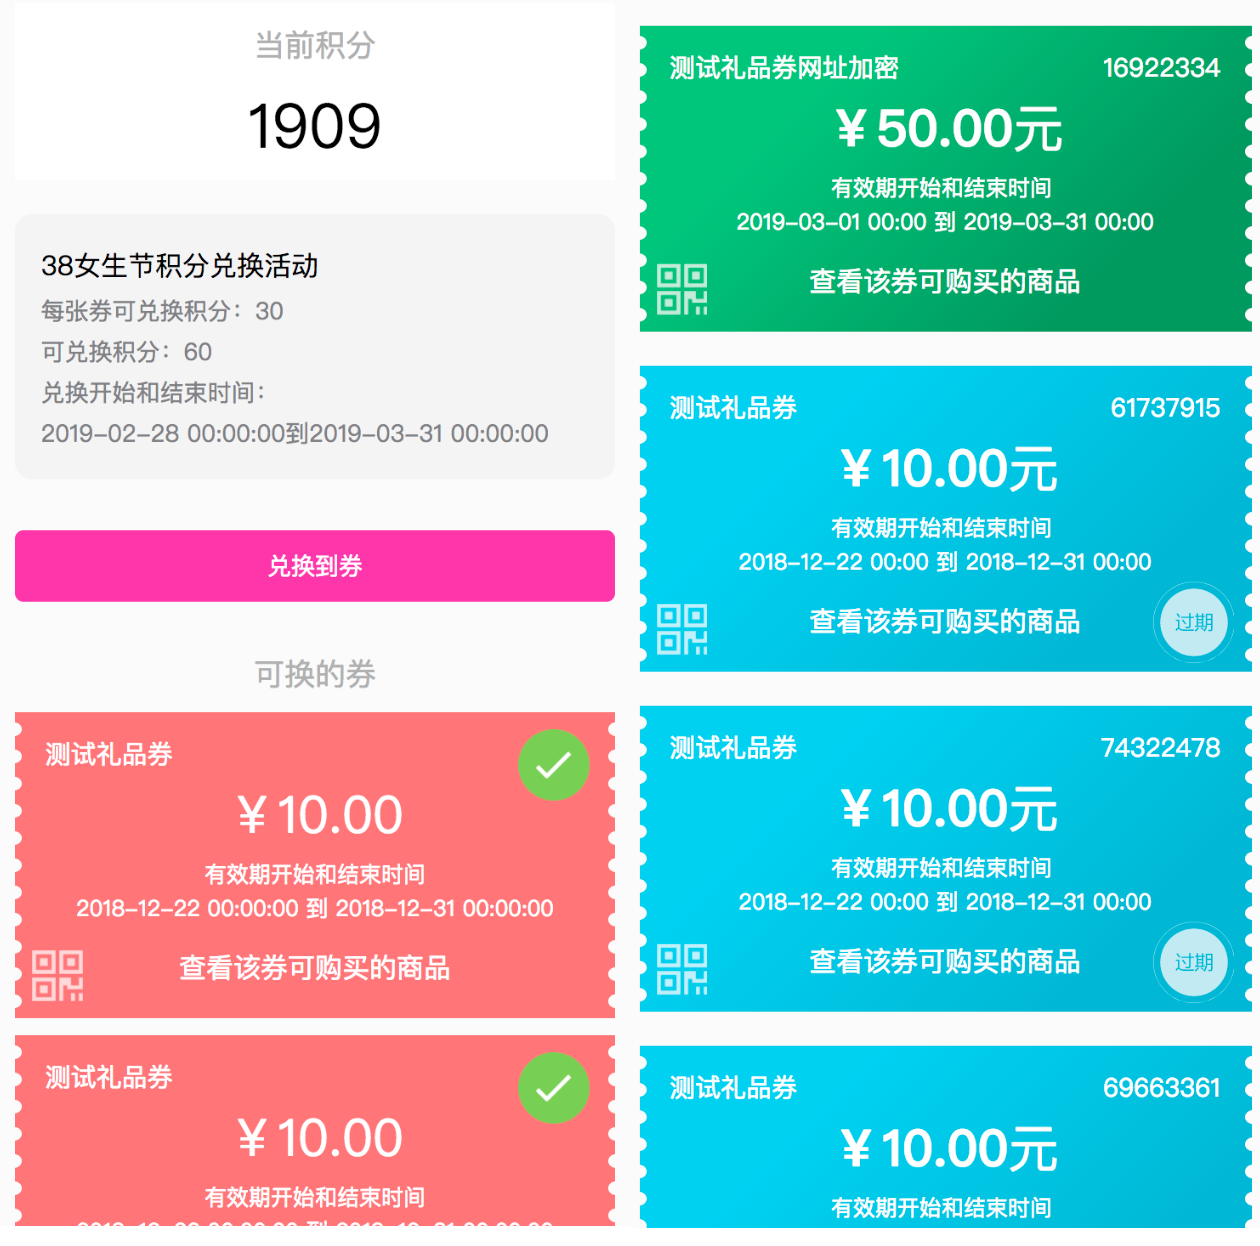 当前积分
1909
38女生节积分兑换活动
每张券可兑换积分：30
可兑换积分：60
兑换开始和结束时间：
2019-02-28 00:00:00到2019-03-31 00:00:00
兑换到券
可换的券
测试礼品券
¥10.00
有效期开始和结束时间
2018-12-22 00:00:00 到 2018-12-31 00:00:00
查看该券可购买的商品
测试礼品券
¥10.00
有效期开始和结束时间
测试礼品券网址加密 16922334
¥50.00元
有效期开始和结束时间
2019-03-01 00:00 到 2019-03-31 00:00
查看该券可购买的商品
测试礼品券 61737915
¥10.00元
有效期开始和结束时间
2018-12-22 00:00 到 2018-12-31 00:00
查看该券可购买的商品
过期
测试礼品券 74322478
¥10.00元
有效期开始和结束时间
2018-12-22 00:00 到 2018-12-31 00:00
查看该券可购买的商品
过期
测试礼品券 69663361
¥10.00元
有效期开始和结束时间